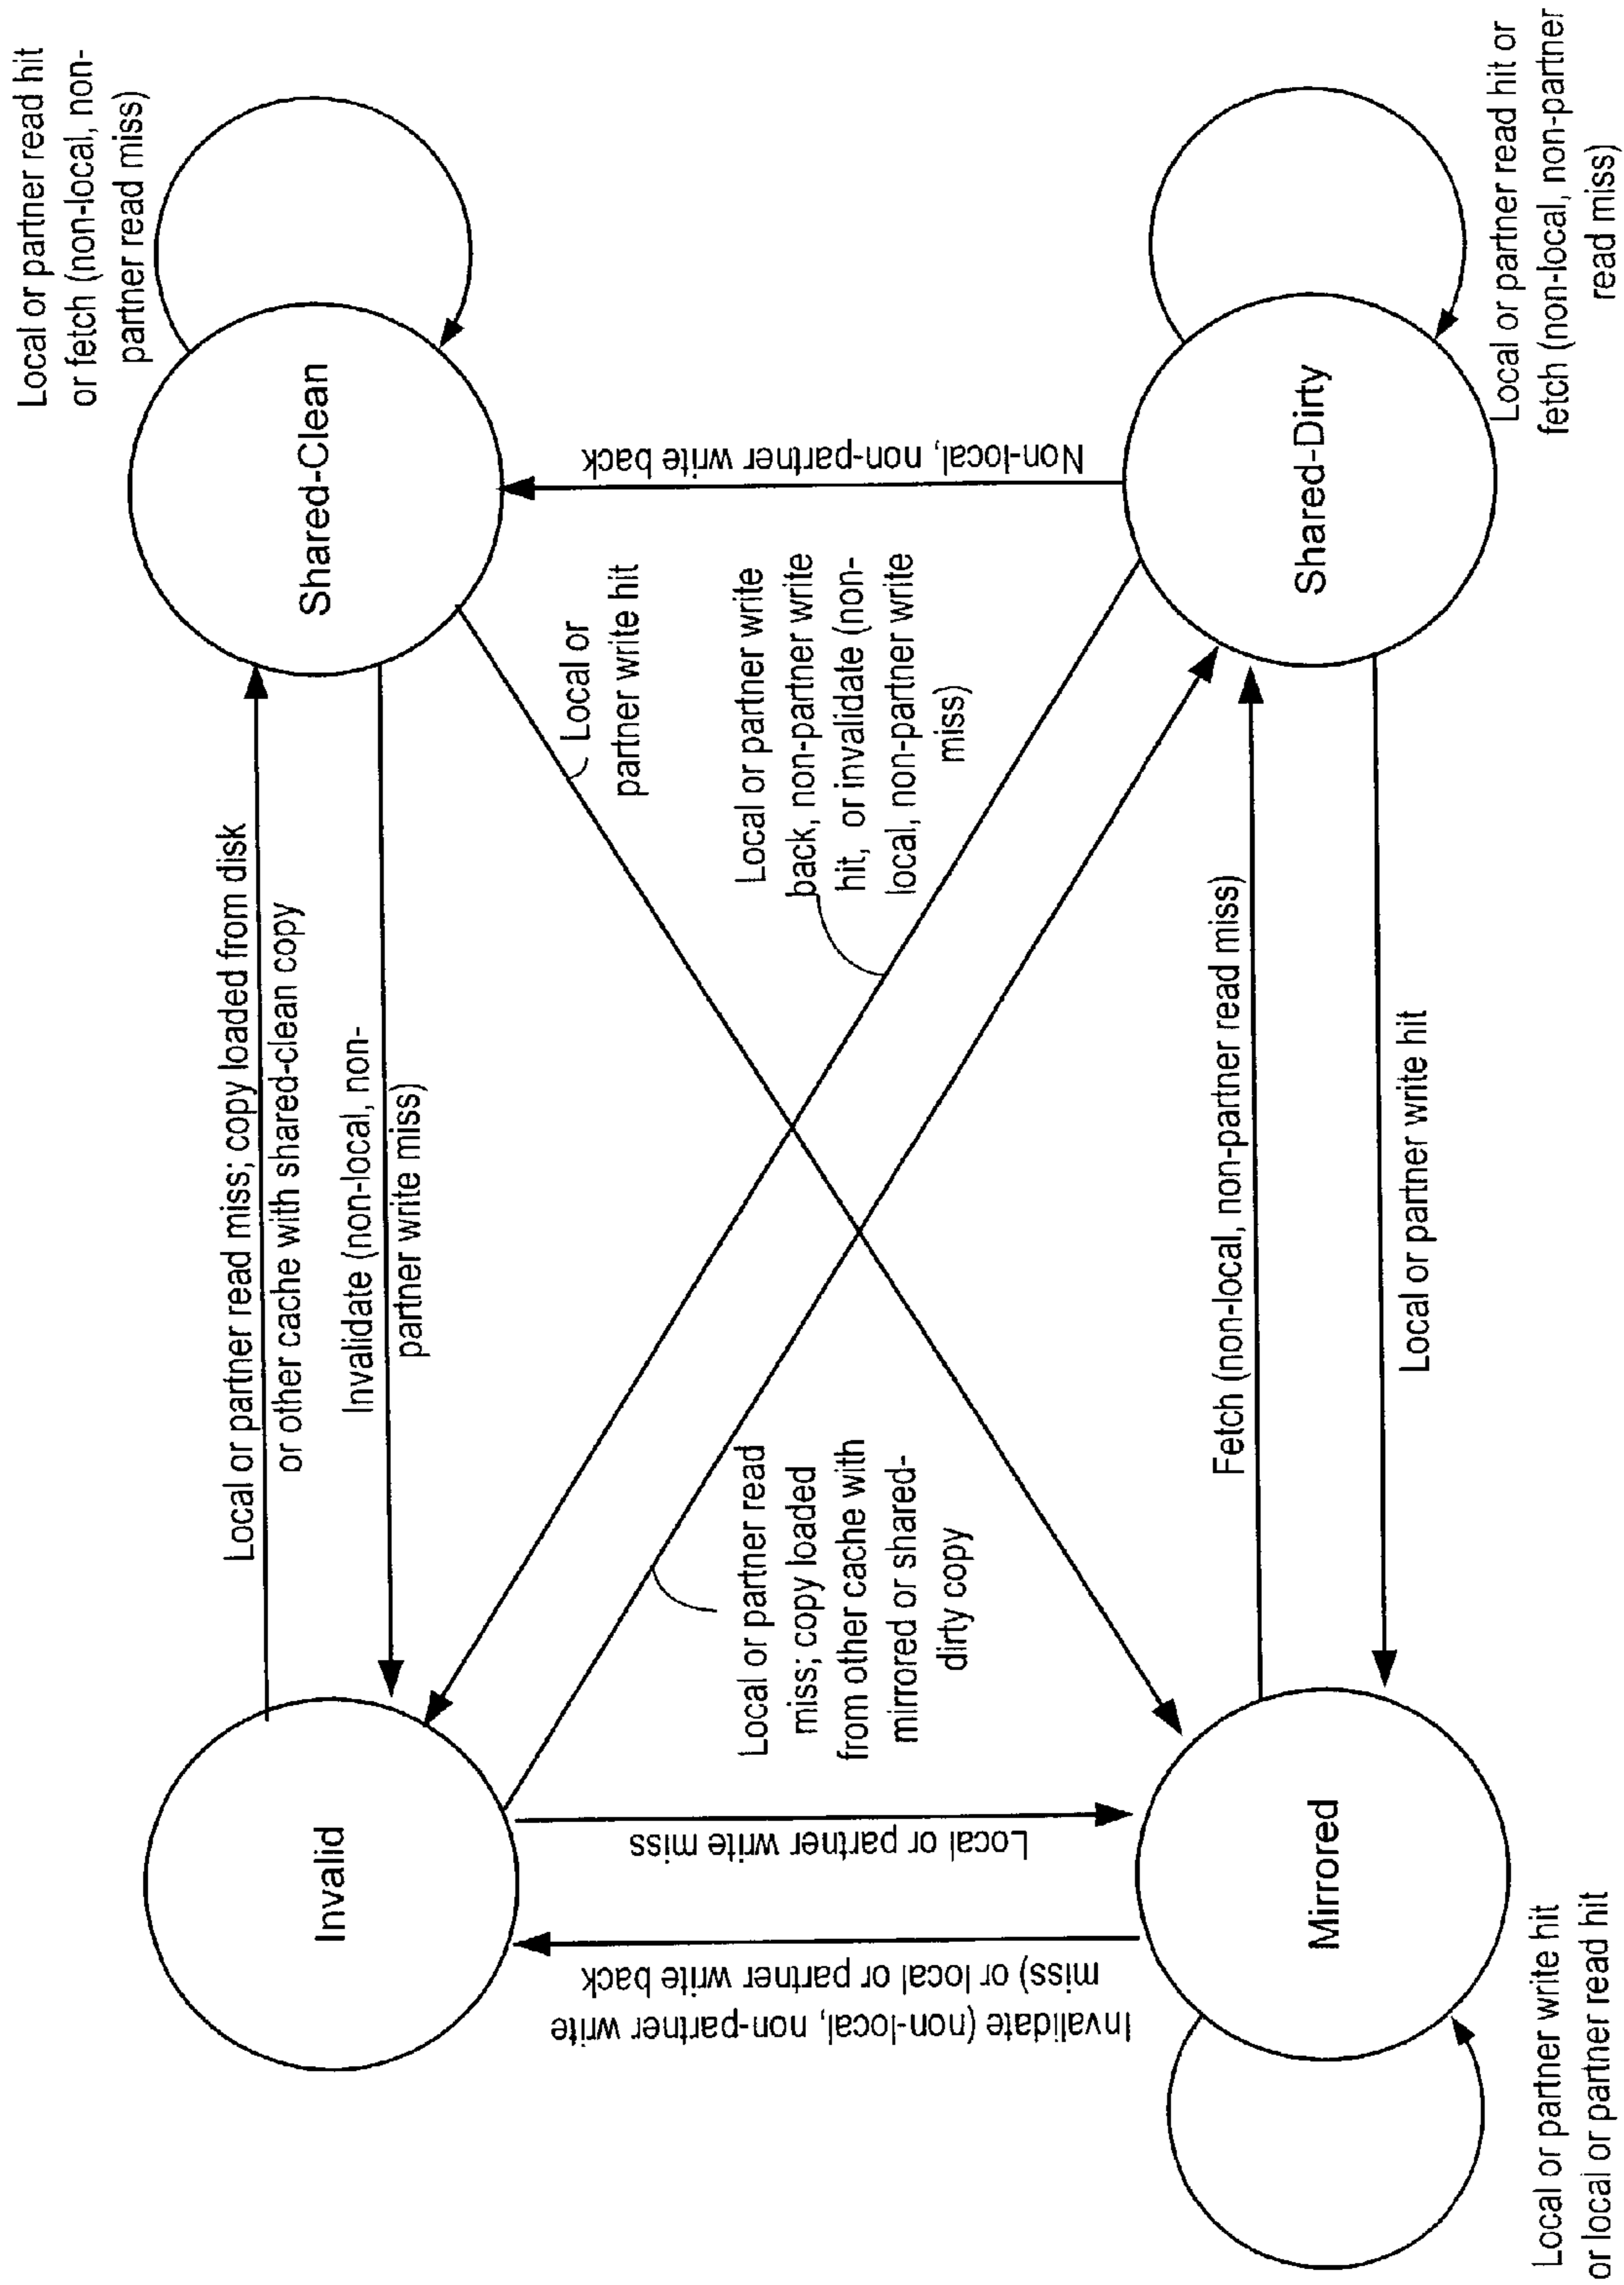 Local or partner read miss; copy loaded from disk
or other cache with shared-clean copy
Local or partner read hit
or fetch (non-local, non-
partner read miss)
Invalid
Shared-Clean
Invalidate (non-local, non-
partner write miss)
Local or
partner write hit
Invalidate (non-local, non-partner write
miss) or local or partner write back
Local or partner write miss
Local or partner read
miss; copy loaded
from other cache with
mirrored or shared-
dirty copy
Local or partner write
back, non-partner write
hit, or invalidate (non-
local, non-partner write
miss)
Non-local, non-partner write back
Fetch (non-local, non-partner read miss)
Mirrored
Shared-Dirty
Local or partner write hit
Local or partner write hit
or local or partner read hit
Local or partner read hit or
fetch (non-local, non-partner
read miss)